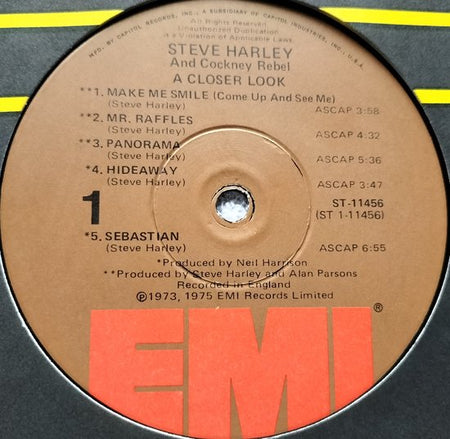 MFD. BY CAPITOL RECORDS, INC., A SUBSIDIARY OF CAPITOL INDUSTRIES, INC., U.S.A.
All Rights Reserved.
Unauthorized Duplication
is a Violation of Applicable Laws.
STEVE HARLEY
And Cockney Rebel
A CLOSER LOOK
**1. MAKE ME SMILE (Come Up And See Me)
(Steve Harley) ASCAP 3:58
**2. MR. RAFFLES
(Steve Harley) ASCAP 4:32
**3. PANORAMA
(Steve Harley) ASCAP 5:36
*4. HIDEAWAY
(Steve Harley) ASCAP 3:47
1 ST-11456
(ST 1-11456)
*5. SEBASTIAN
(Steve Harley) ASCAP 6:55
*Produced by Neil Harrison
**Produced by Steve Harley and Alan Parsons
Recorded in England
℗1973, 1975 EMI Records Limited
EMI®